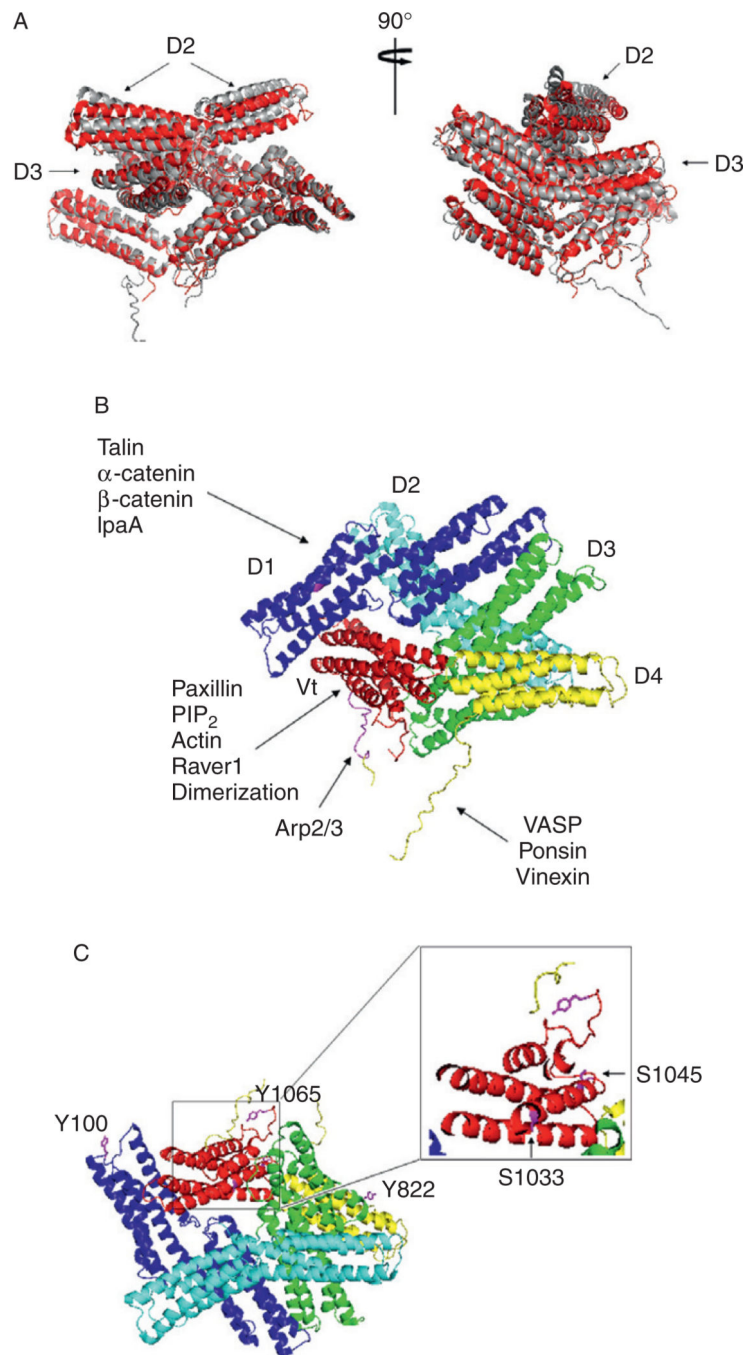 A
D2
90°
D2
D3
D3
B
Talin
α-catenin
β-catenin
IpaA
D2
D1
D3
D4
Vt
Paxillin
PIP2
Actin
Raver1
Dimerization
Arp2/3
VASP
Ponsin
Vinexin
C
Y1065
Y100
S1045
S1033
Y822